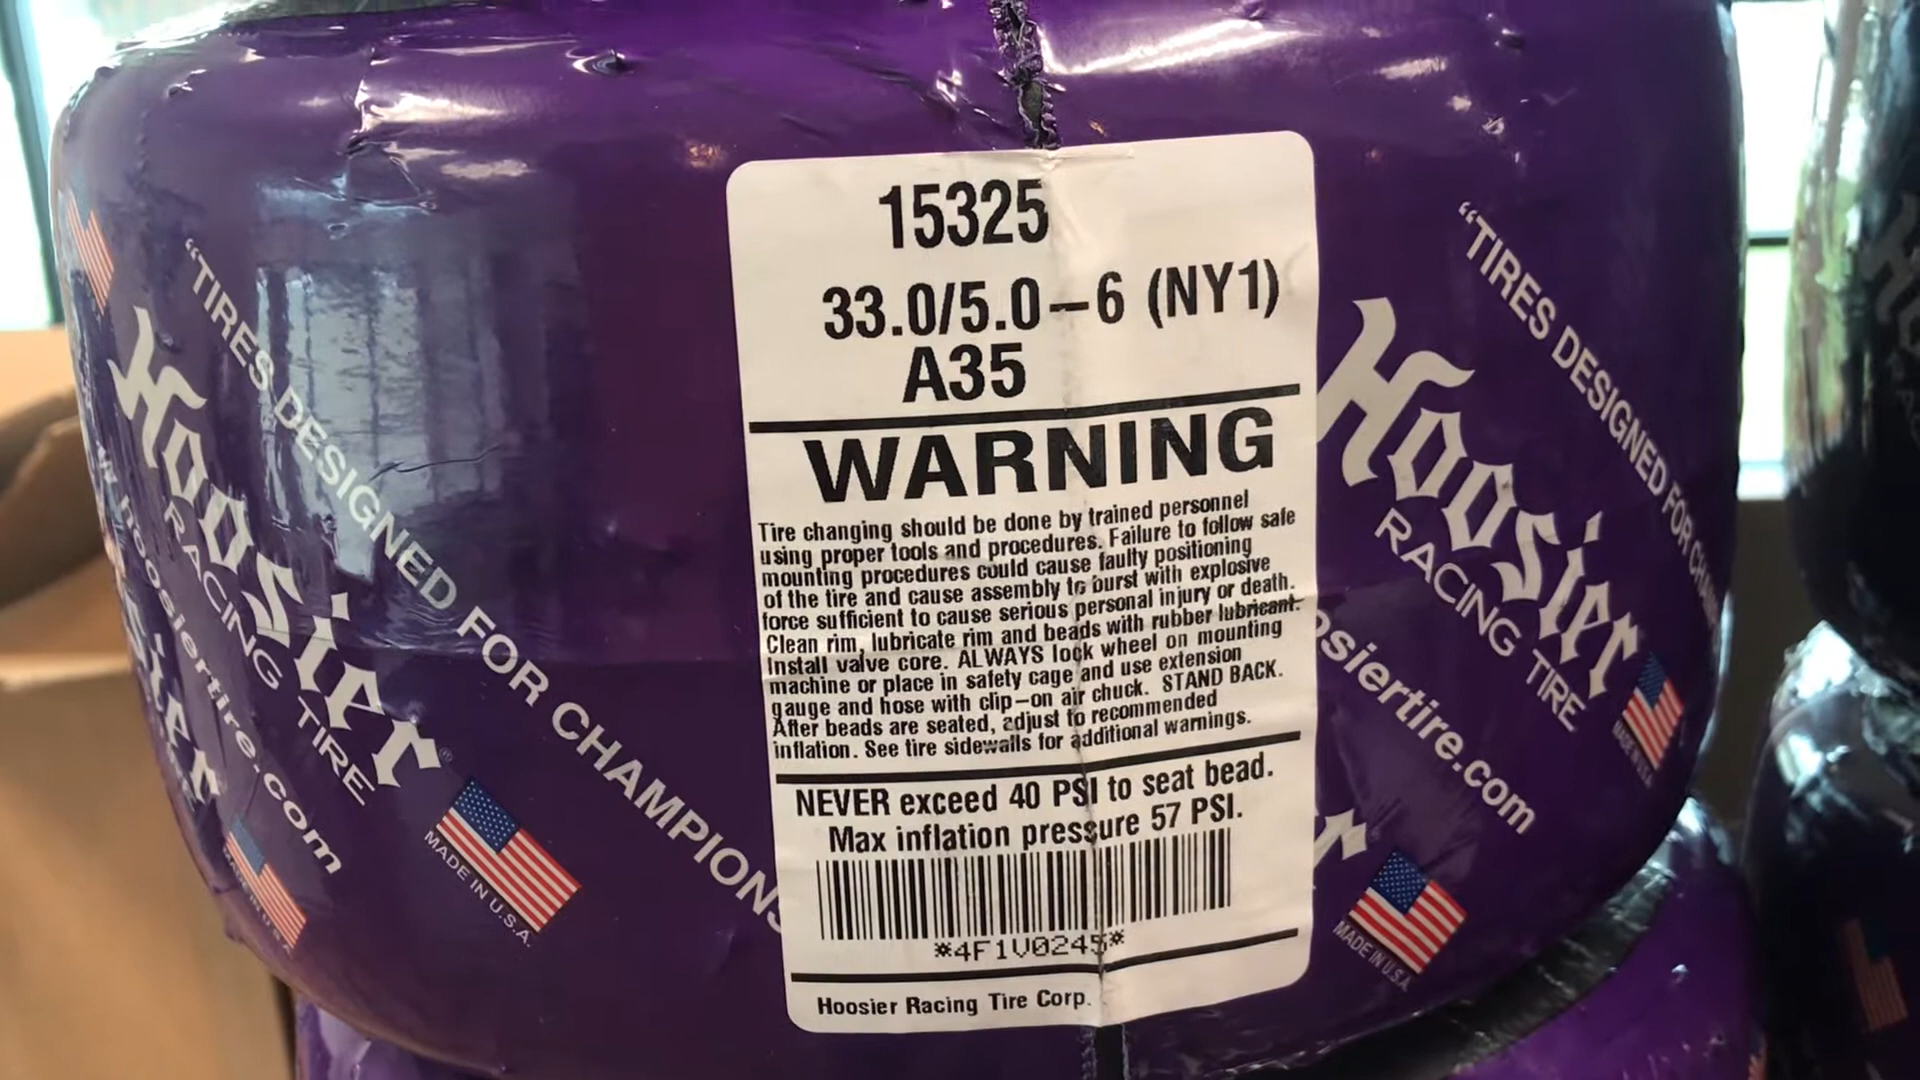 15325
33.0/5.0-6 (NY1)
A35
WARNING
Tire changing should be done by trained personnel
using proper tools and procedures. Failure to follow safe
mounting procedures could cause faulty positioning
of the tire and cause assembly to burst with explosive
force sufficient to cause serious personal injury or death.
Clean rim, lubricate rim and beads with rubber lubricant.
Install valve core. ALWAYS lock wheel on mounting
machine or place in safety cage and use extension
gauge and hose with clip-on air chuck. STAND BACK.
After beads are seated, adjust to recommended
inflation. See tire sidewalls for additional warnings.
NEVER exceed 40 PSI to seat bead.
Max inflation pressure 57 PSI.
*4F1V0245*
Hoosier Racing Tire Corp.
"TIRES DESIGNED FOR CHAMPIONS
Hoosier®
RACING TIRE
MADE IN U.S.A.
w.hoosiertire.com
"TIRES DESIGNED FOR CHAM
Hoosier
RACING TIRE
MADE IN U.S.A.
osiertire.com
MADE IN U.S.A.